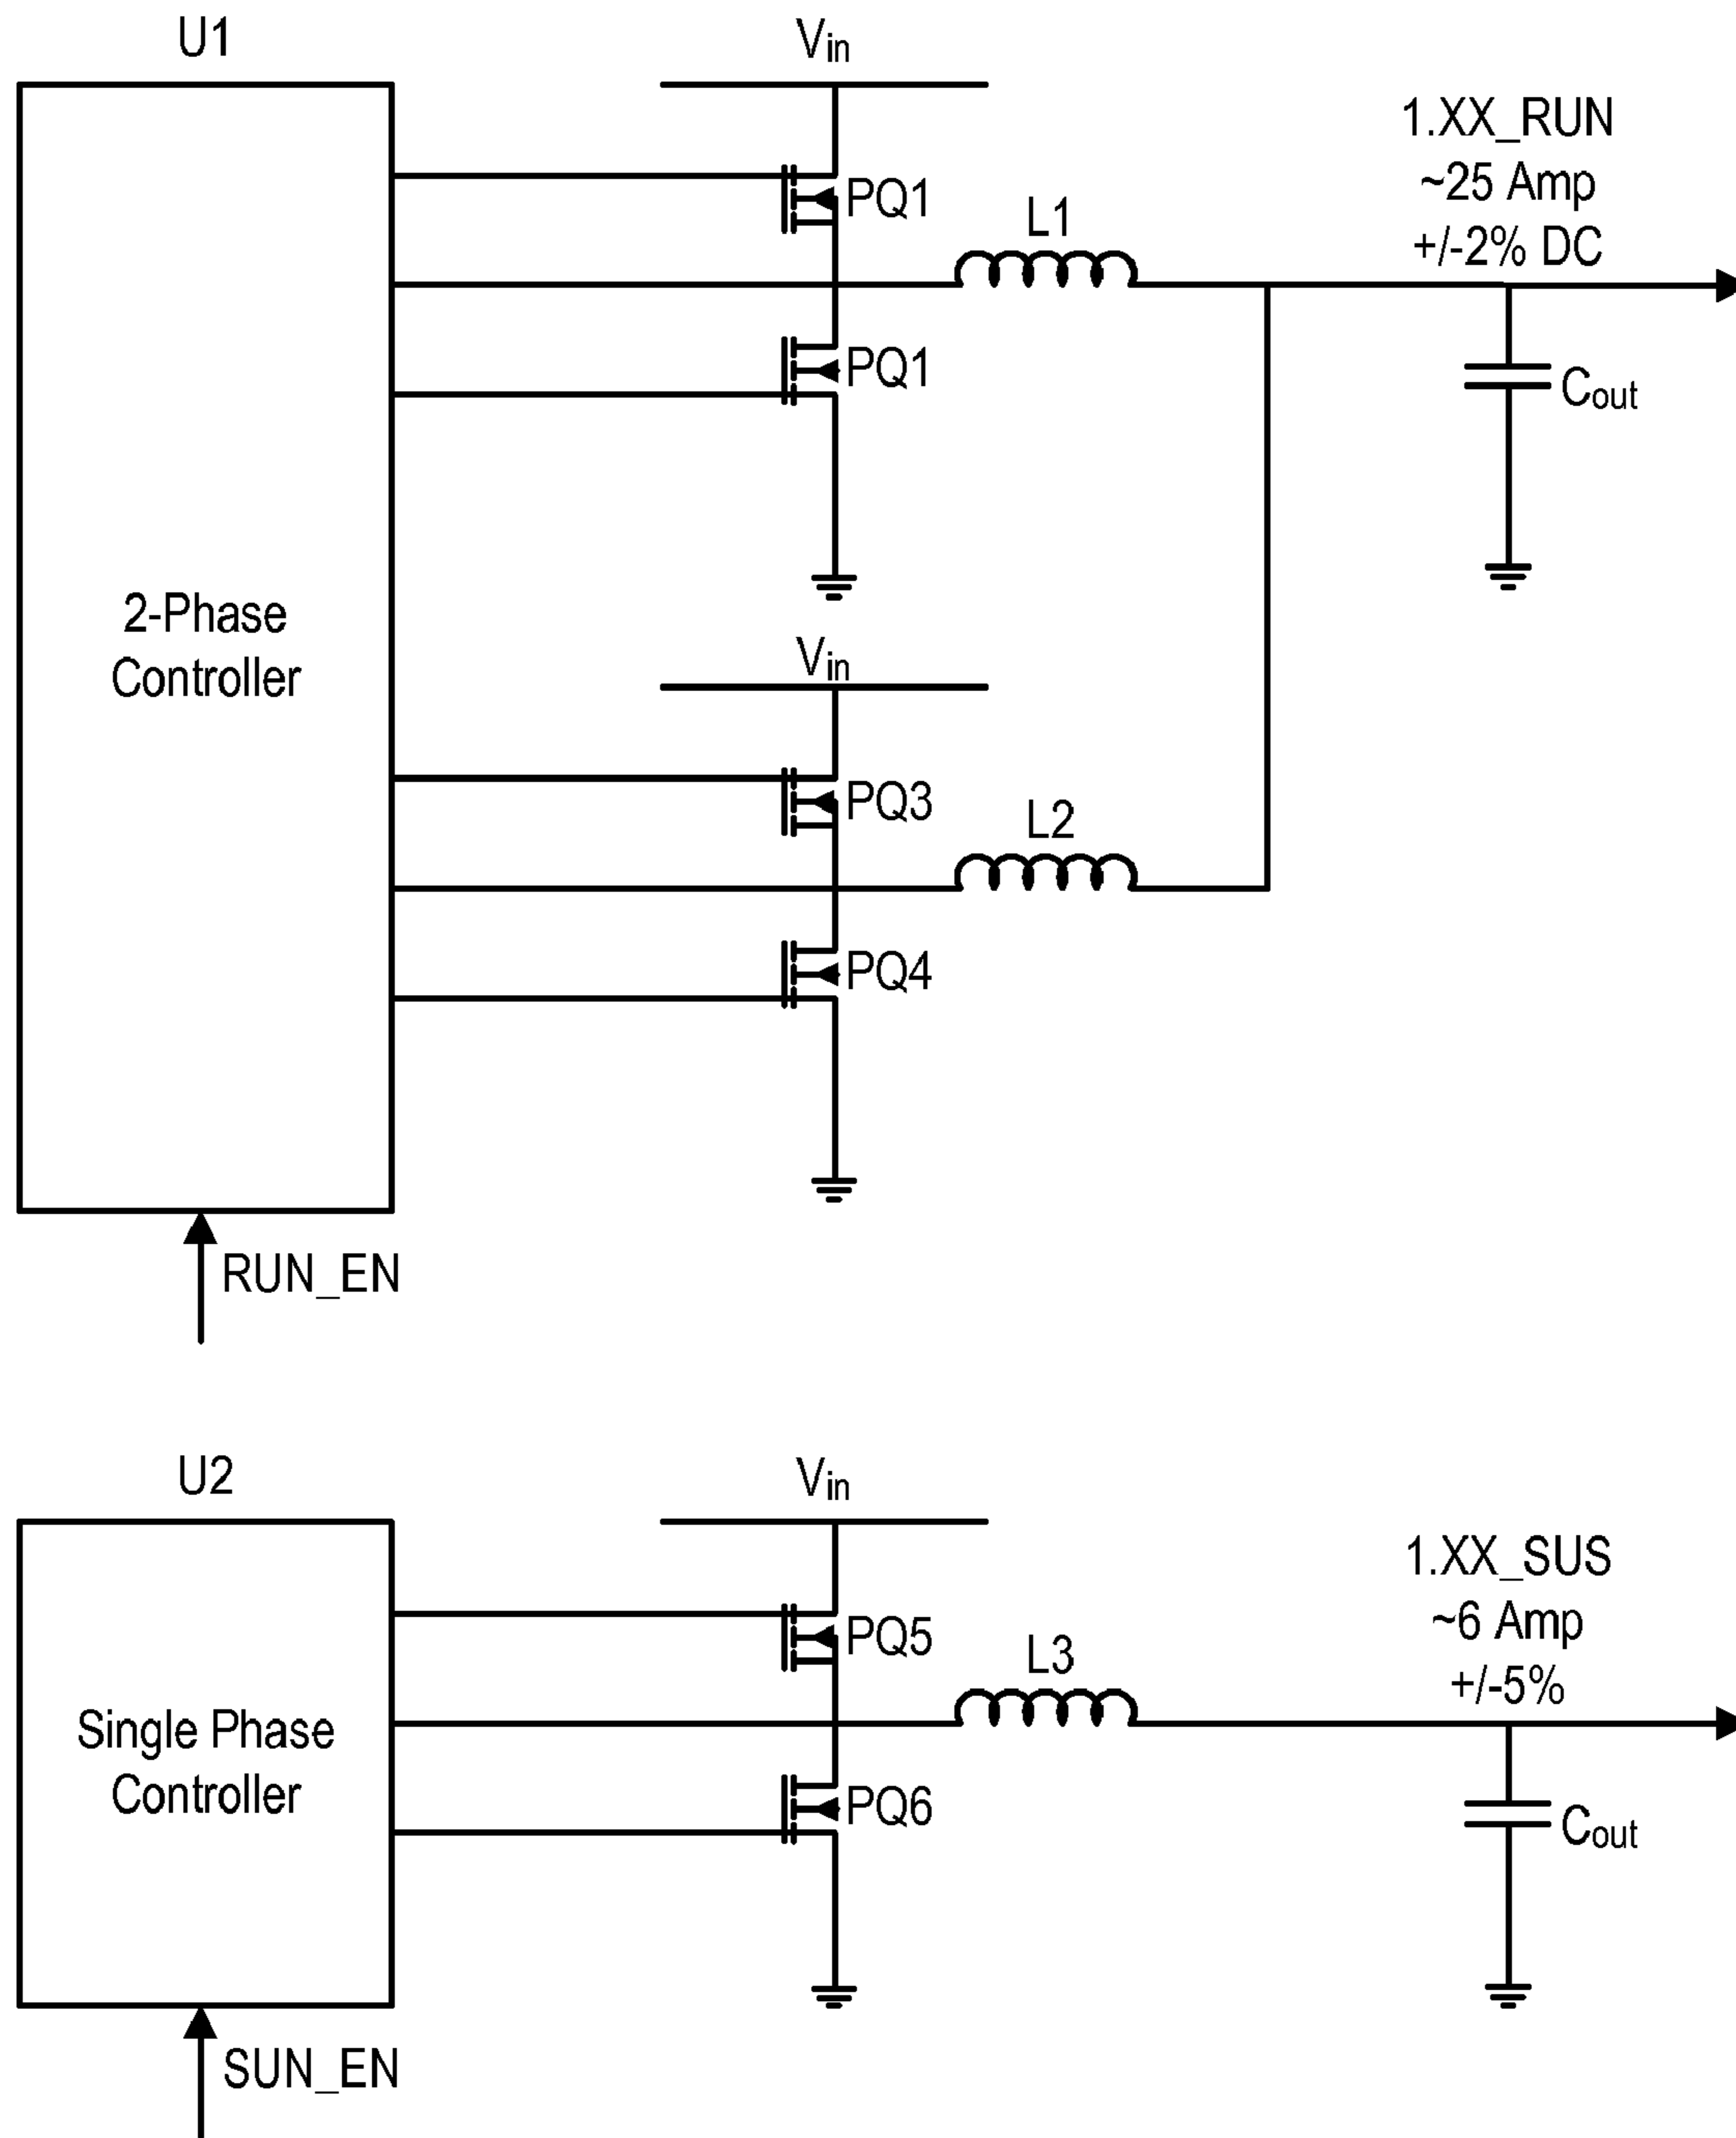 U1
Vin
1.XX_RUN
~25 Amp
+/-2% DC
PQ1
L1
PQ1
Cout
2-Phase
Controller
Vin
PQ3
L2
PQ4
RUN_EN
U2
Vin
1.XX_SUS
~6 Amp
+/-5%
PQ5
L3
Single Phase
Controller
PQ6
Cout
SUN_EN